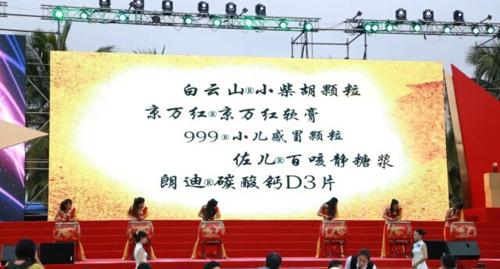 白云山®小柴胡颗粒
京万红®京万红软膏
999®小儿感冒颗粒
佐儿®百咳静糖浆
朗迪®碳酸钙D3片